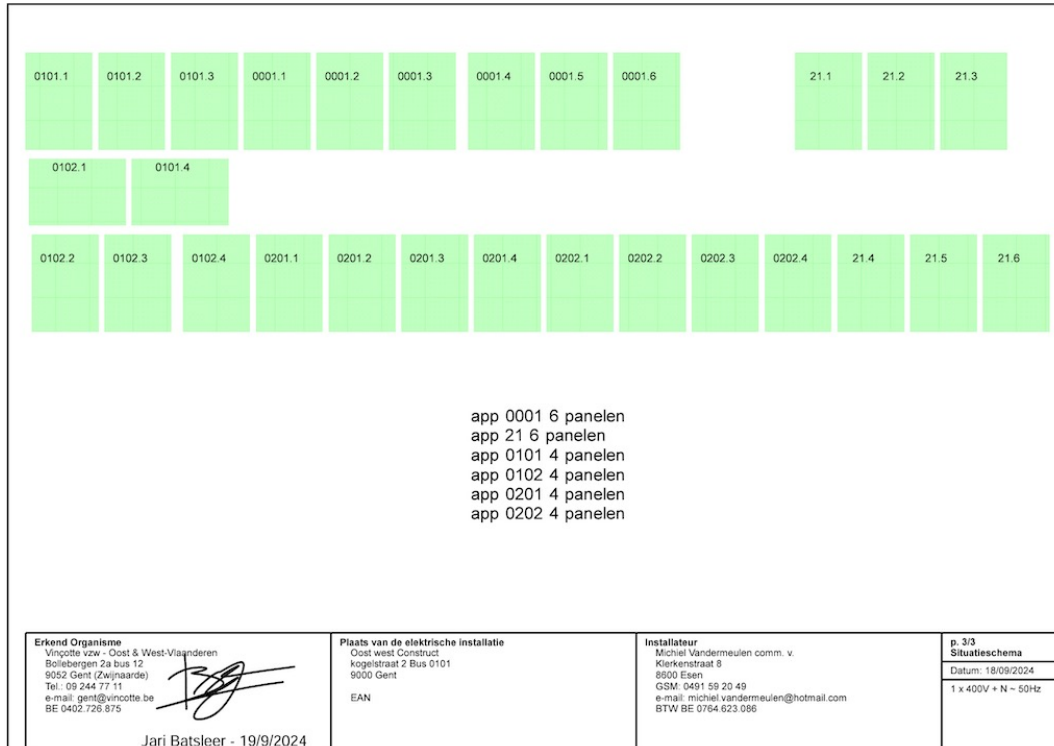 0101.1 0101.2 0101.3 0001.1 0001.2 0001.3 0001.4 0001.5 0001.6 21.1 21.2 21.3
0102.1 0101.4
0102.2 0102.3 0102.4 0201.1 0201.2 0201.3 0201.4 0202.1 0202.2 0202.3 0202.4 21.4 21.5 21.6
app 0001 6 panelen
app 21 6 panelen
app 0101 4 panelen
app 0102 4 panelen
app 0201 4 panelen
app 0202 4 panelen
Erkend Organisme
Vinçotte vzw - Oost & West-Vlaanderen
Bollebergen 2a bus 12
9052 Gent (Zwijnaarde)
Tel.: 09 244 77 11
e-mail: gent@vincotte.be
BE 0402.726.875
Jari Batsleer - 19/9/2024
Plaats van de elektrische installatie
Oost west Construct
kogelstraat 2 Bus 0101
9000 Gent
EAN
Installateur
Michiel Vandermeulen comm. v.
Klerkenstraat 8
8600 Esen
GSM: 0491 59 20 49
e-mail: michiel.vandermeulen@hotmail.com
BTW BE 0764.623.086
p. 3/3
Situatieschema
Datum: 18/09/2024
1 x 400V + N ~ 50Hz